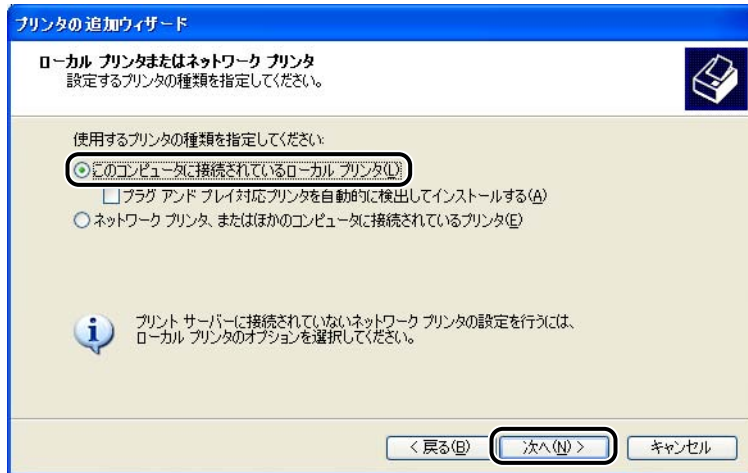 プリンタの追加ウィザード
ローカル プリンタまたはネットワーク プリンタ
設定するプリンタの種類を指定してください。
使用するプリンタの種類を指定してください:
このコンピュータに接続されているローカル プリンタ(L)
プラグ アンド プレイ対応プリンタを自動的に検出してインストールする(A)
ネットワーク プリンタ、またはほかのコンピュータに接続されているプリンタ(E)
プリント サーバーに接続されていないネットワーク プリンタの設定を行うには、
ローカル プリンタのオプションを選択してください。
< 戻る(B) 次へ(N) > キャンセル